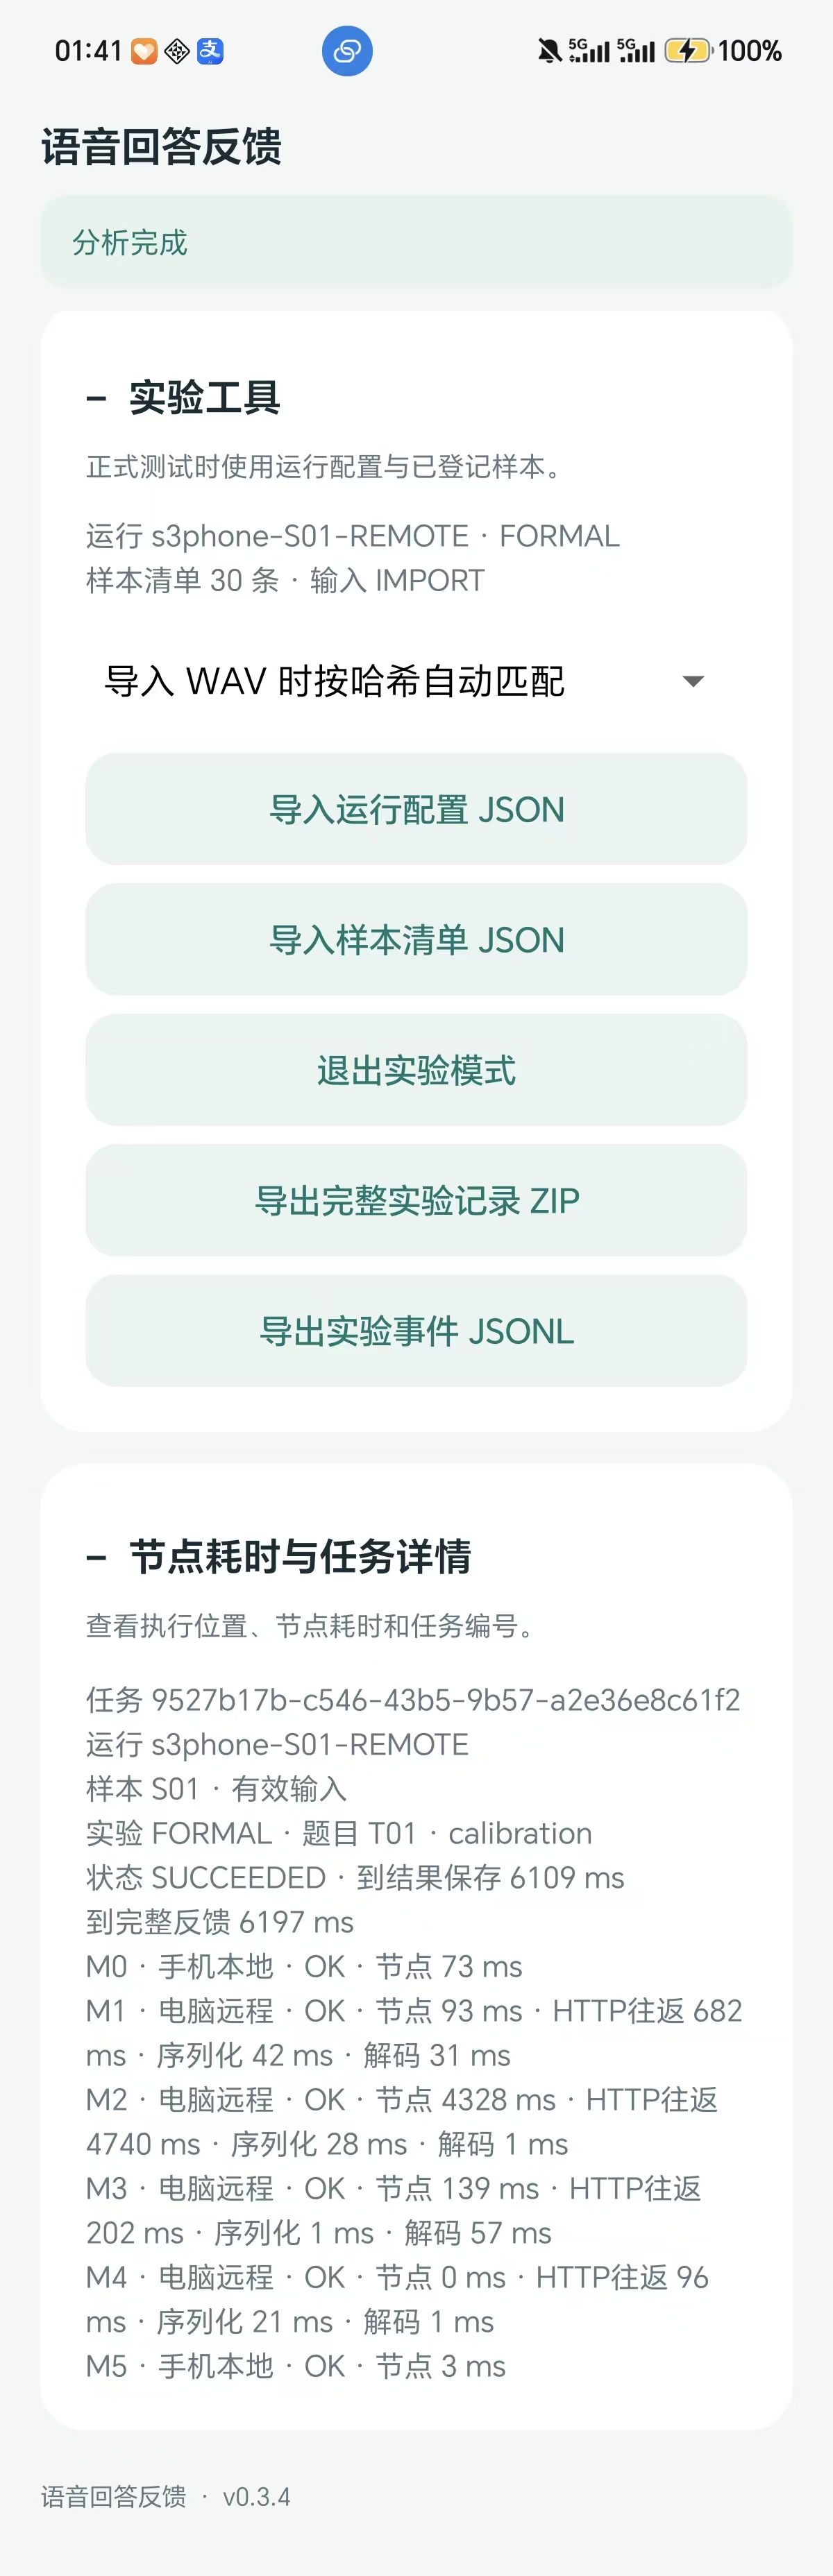 01:41
5G 5G 100%
语音回答反馈
分析完成
– 实验工具
正式测试时使用运行配置与已登记样本。
运行 s3phone-S01-REMOTE · FORMAL
样本清单 30 条 · 输入 IMPORT
导入 WAV 时按哈希自动匹配
导入运行配置 JSON
导入样本清单 JSON
退出实验模式
导出完整实验记录 ZIP
导出实验事件 JSONL
– 节点耗时与任务详情
查看执行位置、节点耗时和任务编号。
任务 9527b17b-c546-43b5-9b57-a2e36e8c61f2
运行 s3phone-S01-REMOTE
样本 S01 · 有效输入
实验 FORMAL · 题目 T01 · calibration
状态 SUCCEEDED · 到结果保存 6109 ms
到完整反馈 6197 ms
M0 · 手机本地 · OK · 节点 73 ms
M1 · 电脑远程 · OK · 节点 93 ms · HTTP往返 682
ms · 序列化 42 ms · 解码 31 ms
M2 · 电脑远程 · OK · 节点 4328 ms · HTTP往返
4740 ms · 序列化 28 ms · 解码 1 ms
M3 · 电脑远程 · OK · 节点 139 ms · HTTP往返
202 ms · 序列化 1 ms · 解码 57 ms
M4 · 电脑远程 · OK · 节点 0 ms · HTTP往返 96
ms · 序列化 21 ms · 解码 1 ms
M5 · 手机本地 · OK · 节点 3 ms
语音回答反馈 · v0.3.4